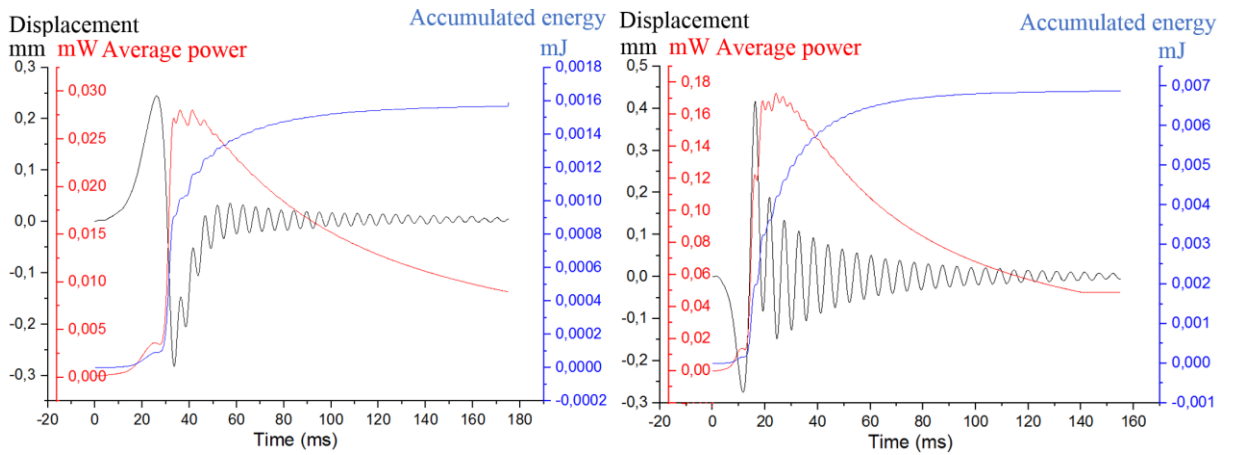 Displacement Accumulated energy
mm mW Average power mJ
0,3 0,030 0,0018
0,0016
0,2 0,025 0,0014
0,0012
0,1 0,020 0,0010
0,0 0,015 0,0008
0,0006
-0,1 0,010 0,0004
-0,2 0,005 0,0002
0,0000
-0,3 0,000 -0,0002
-20 0 20 40 60 80 100 120 140 160 180
Time (ms)
Displacement Accumulated energy
mm mW Average power mJ
0,5 0,18 0,007
0,4 0,16 0,006
0,3 0,14 0,005
0,2 0,12 0,004
0,1 0,10 0,003
0,08
0,0 0,06 0,002
-0,1 0,04 0,001
-0,2 0,02 0,000
0,00
-0,3 -0,001
-20 0 20 40 60 80 100 120 140 160
Time (ms)